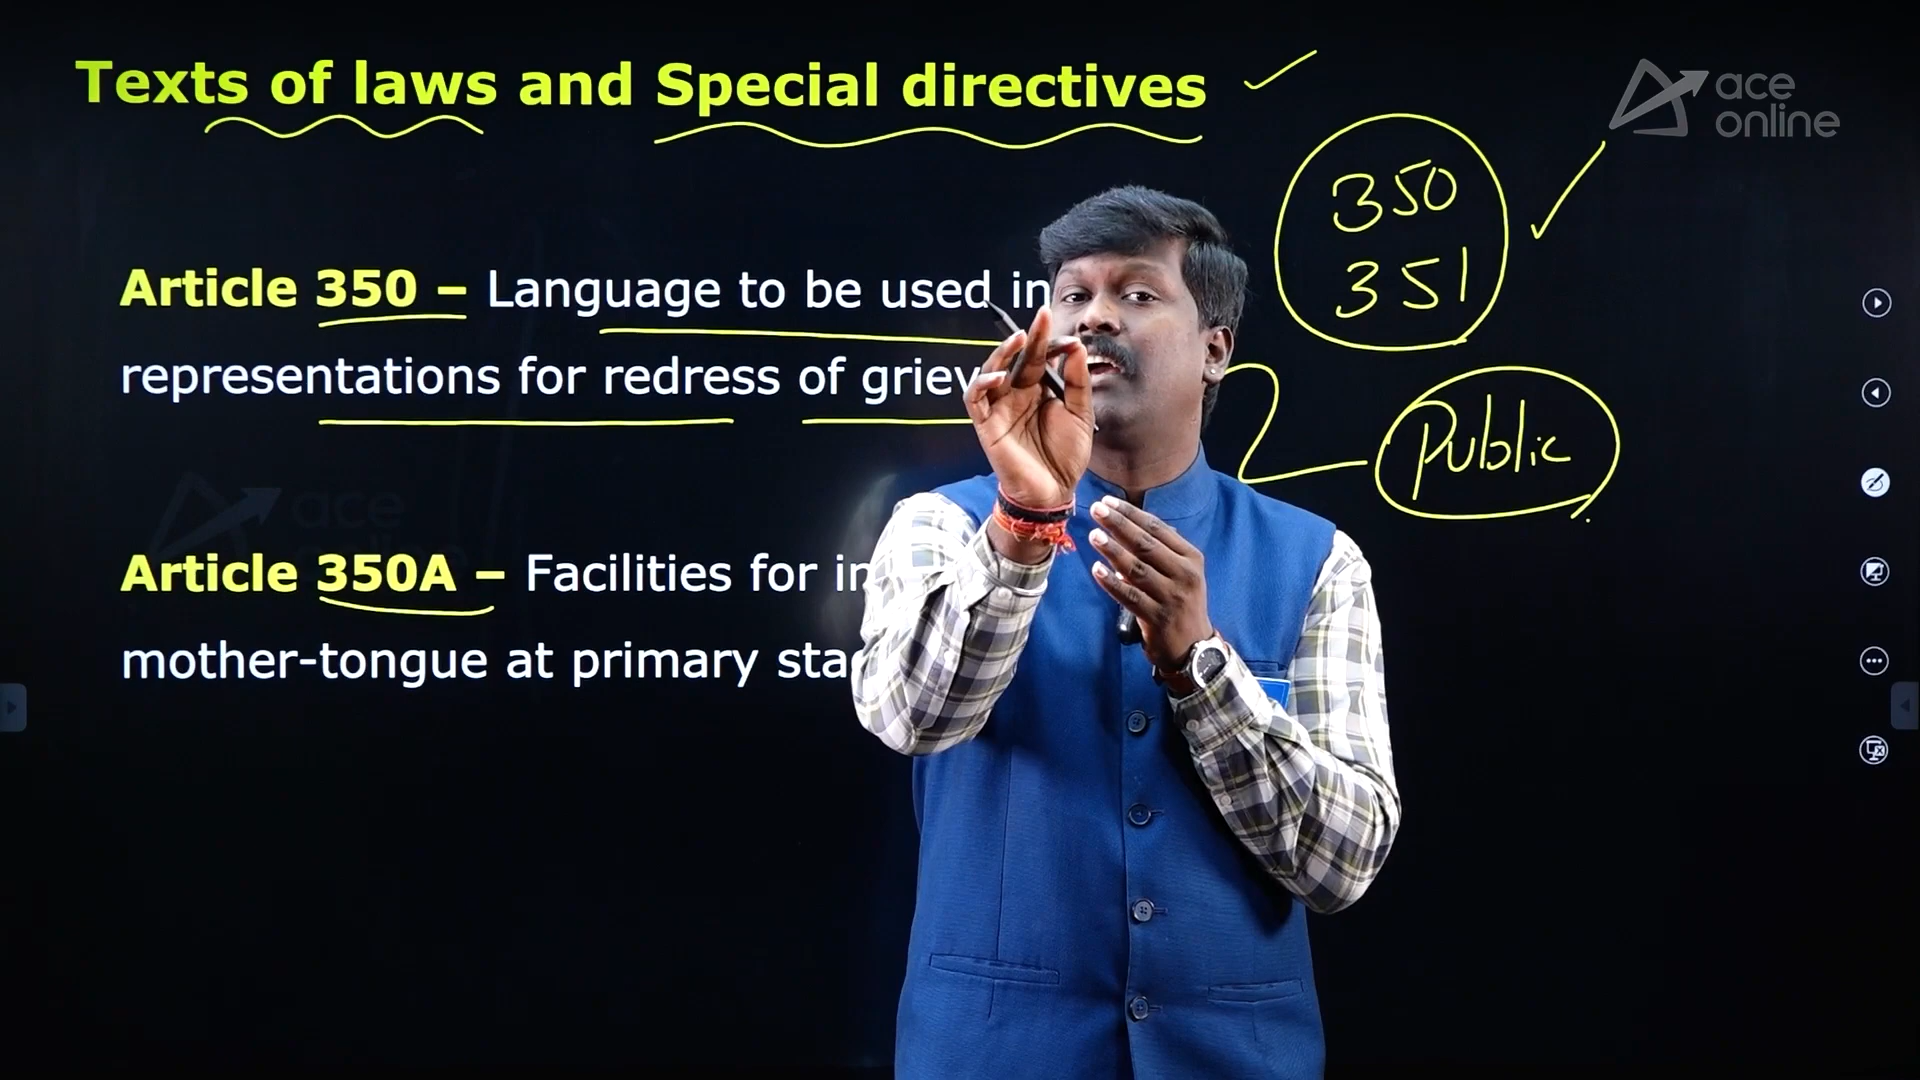 Texts of laws and Special directives
ace
online
350
351
Article 350 – Language to be used in
representations for redress of griev
Public
ace
Article 350A – Facilities for in
mother-tongue at primary sta